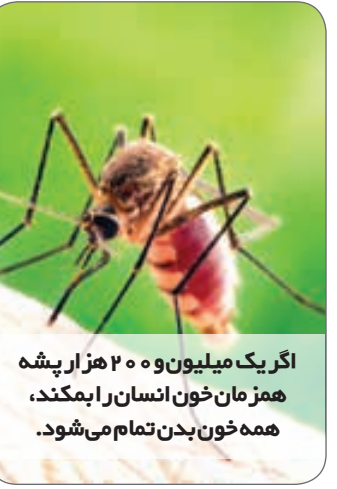 اگر یک میلیون و ۲۰۰ هزار پشه
همزمان خون انسان را بمکند،
همه خون بدن تمام می‌شود.